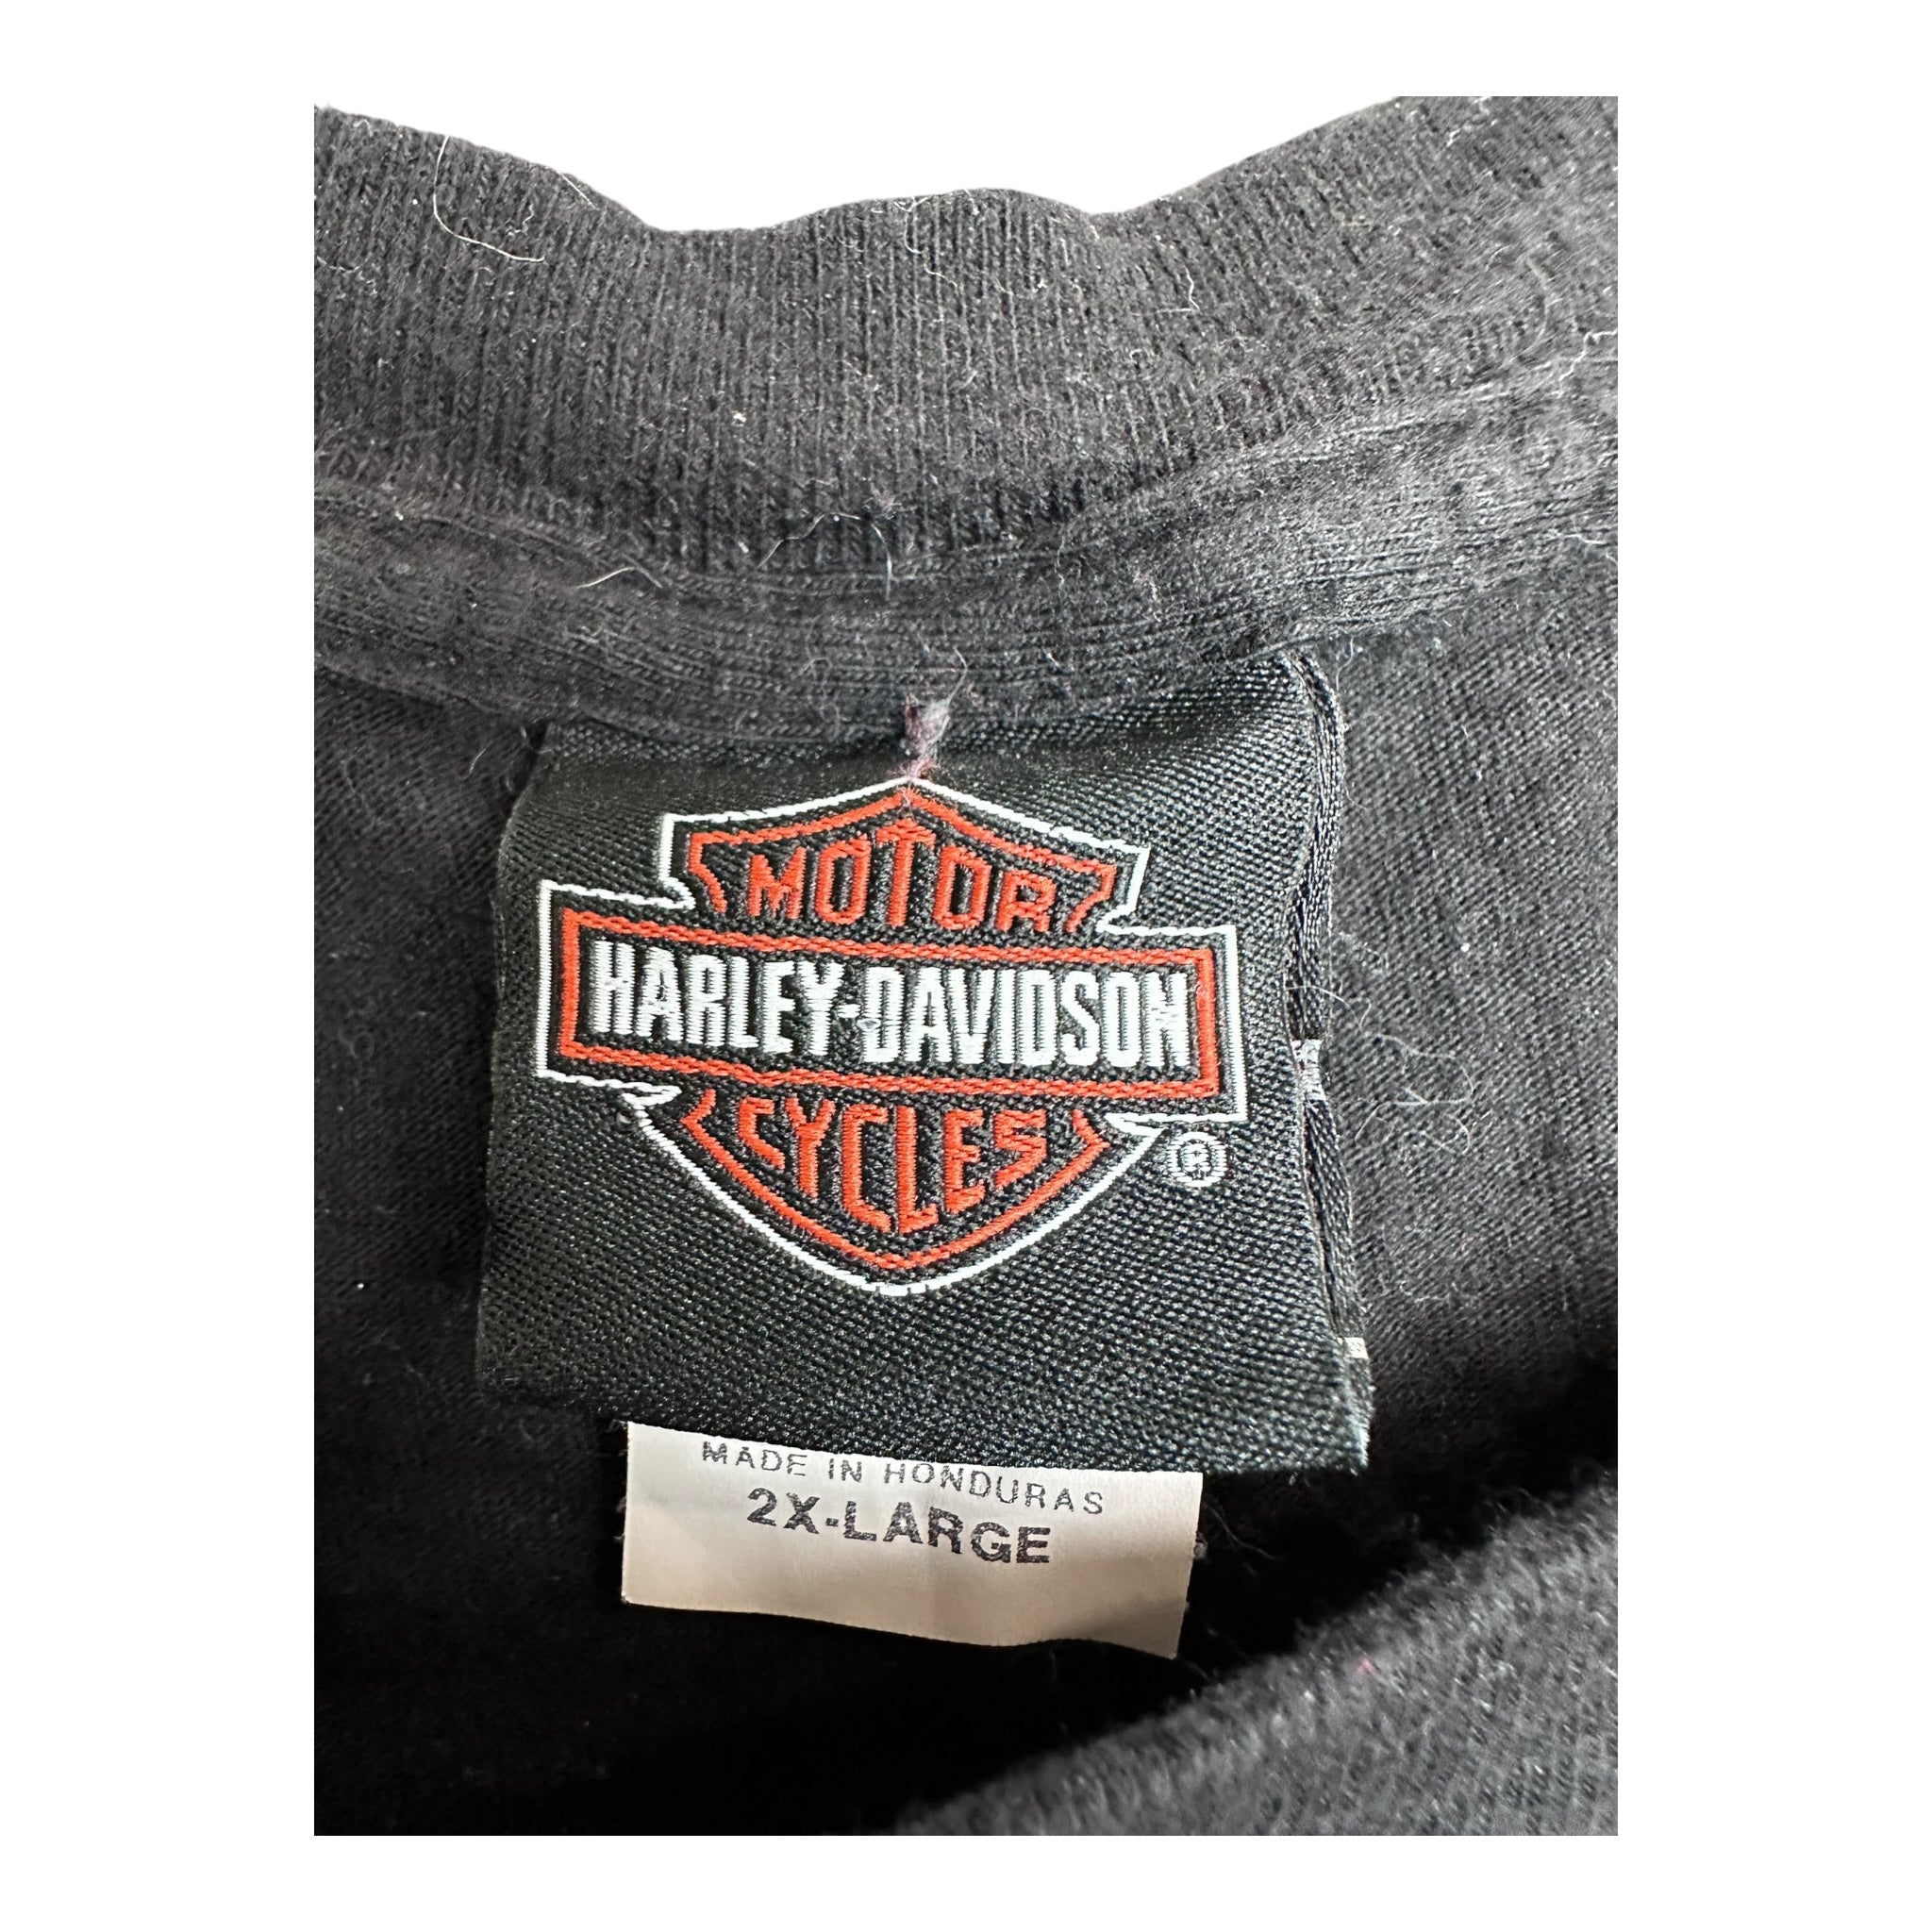 MOTOR
HARLEY-DAVIDSON
CYCLES
®
MADE IN HONDURAS
2X-LARGE